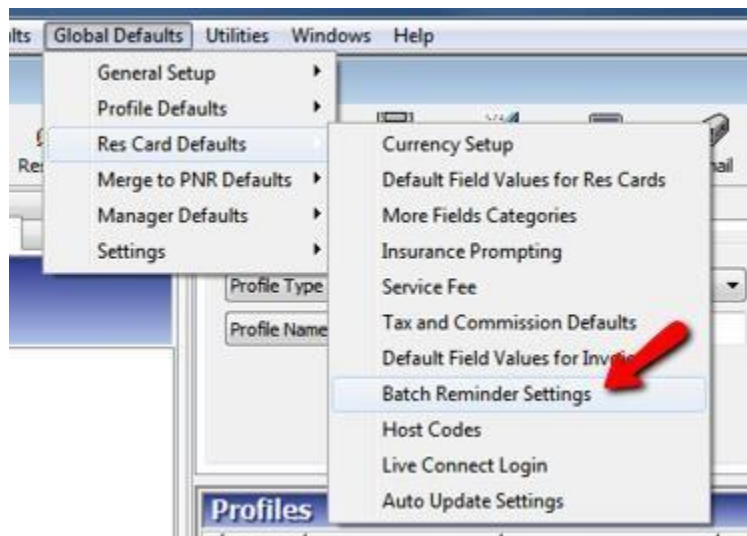 lts Global Defaults Utilities Windows Help
General Setup
Profile Defaults
Res Card Defaults
Merge to PNR Defaults
Manager Defaults
Settings
Currency Setup
Default Field Values for Res Cards
More Fields Categories
Insurance Prompting
Service Fee
Tax and Commission Defaults
Default Field Values for Invoi
Batch Reminder Settings
Host Codes
Live Connect Login
Auto Update Settings
Re
ail
Profile Type
Profile Name
Profiles